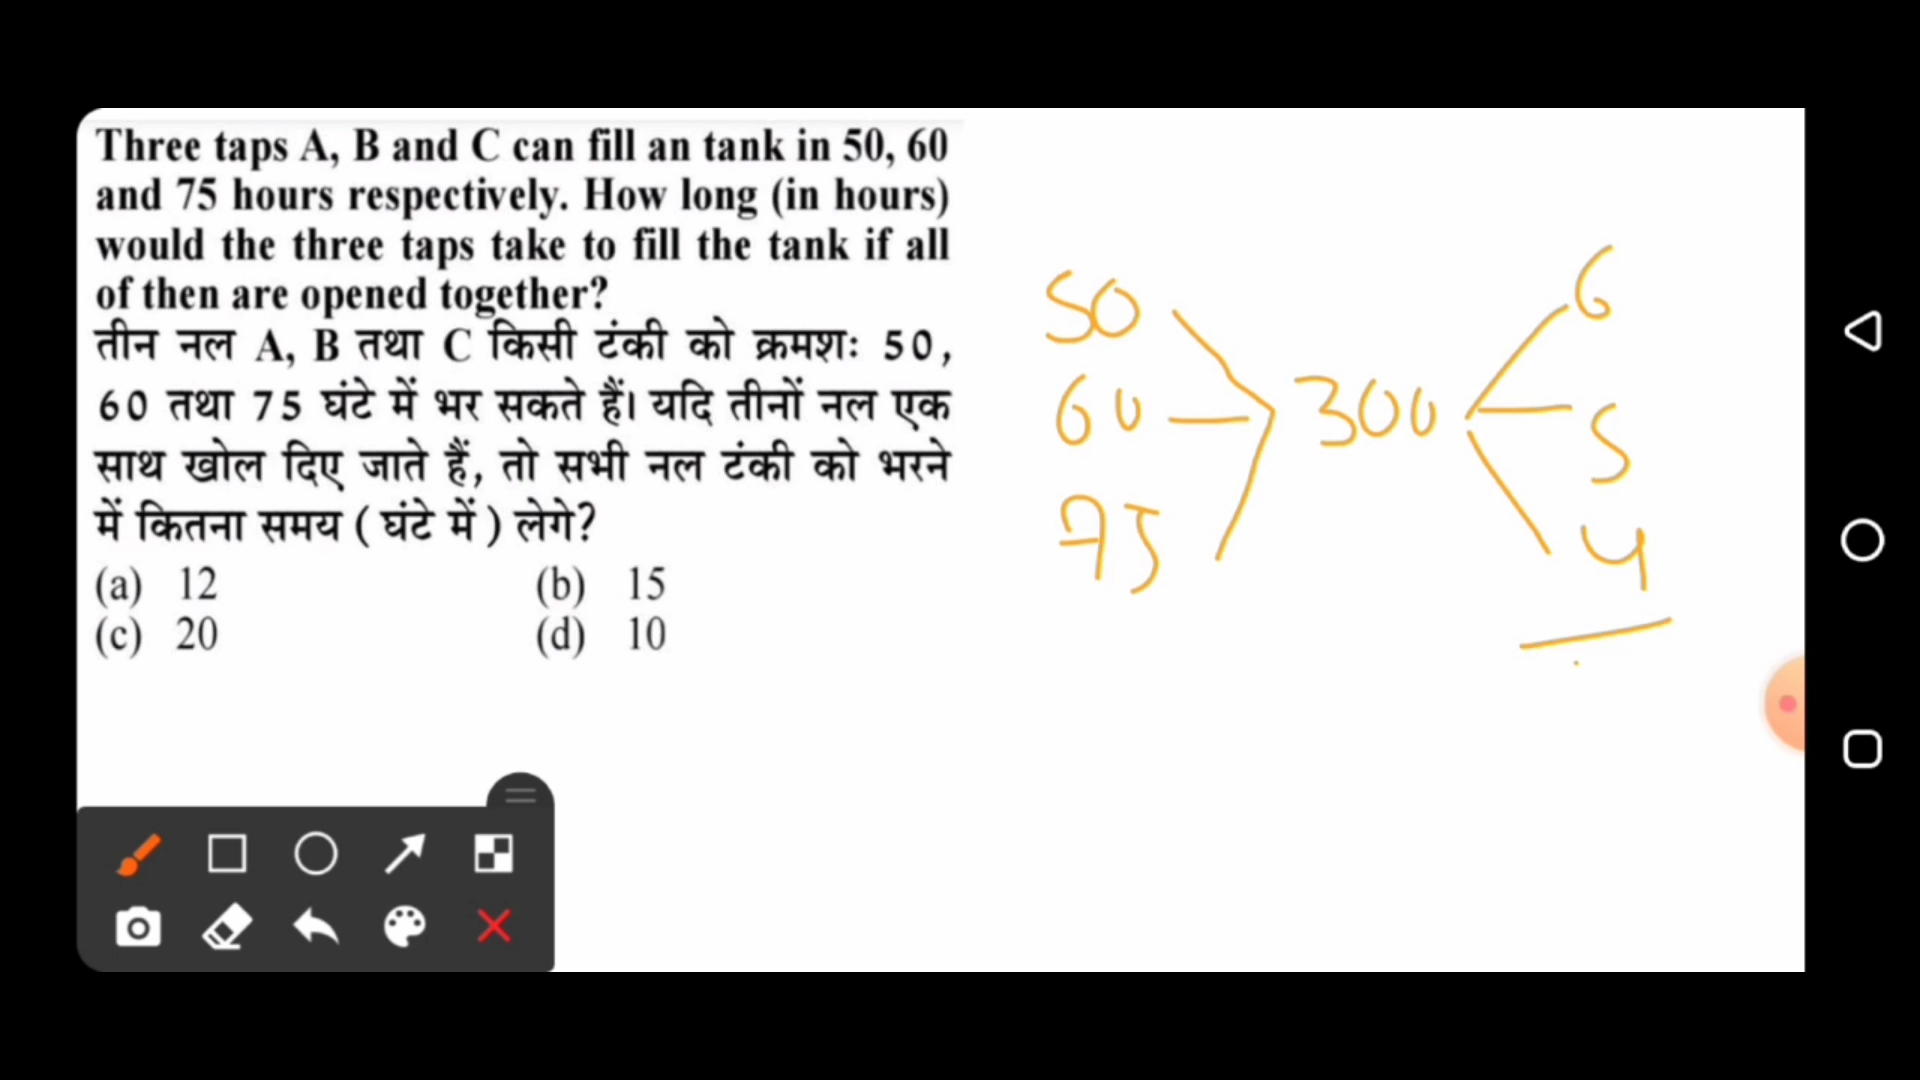 Three taps A, B and C can fill an tank in 50, 60
and 75 hours respectively. How long (in hours)
would the three taps take to fill the tank if all
of then are opened together?
तीन नल A, B तथा C किसी टंकी को क्रमशः 50,
60 तथा 75 घंटे में भर सकते हैं। यदि तीनों नल एक
साथ खोल दिए जाते हैं, तो सभी नल टंकी को भरने
में कितना समय ( घंटे में ) लेगे?
(a) 12 (b) 15
(c) 20 (d) 10
50
60
75
300
6
5
4